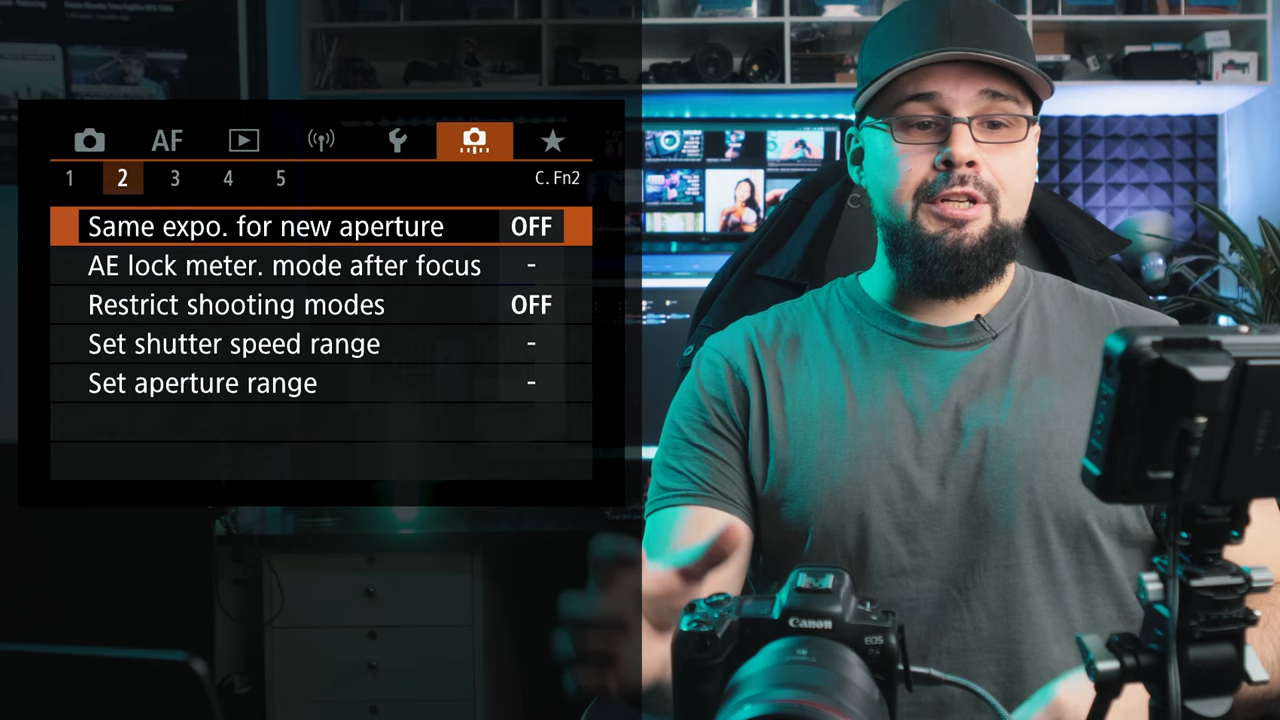 AF
1 2 3 4 5 C.Fn2
Same expo. for new aperture OFF
AE lock meter. mode after focus -
Restrict shooting modes OFF
Set shutter speed range -
Set aperture range -
Canon
EOS